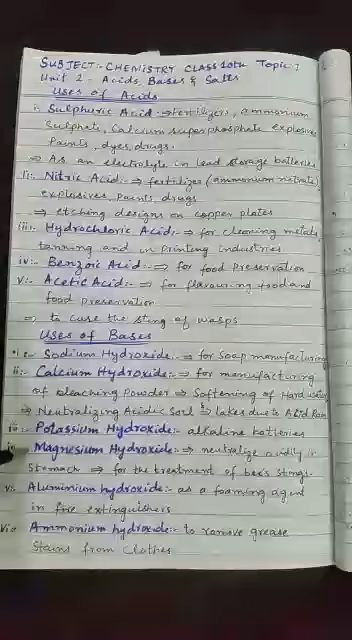 SUBJECT:- CHEMISTRY CLASS 10th Topic:
Unit 2 - Acids, Bases & Salts
Uses of Acids
i:- Sulphuric Acid :- ⇒ Fertilizers, ammonium
Sulphate, Calcium superphosphate explosives
Paints, dyes, drugs.
⇒ As an electrolyte in lead storage batteries
ii:- Nitric Acid :- ⇒ fertilizer (ammonium nitrate)
explosives, paints, drugs
⇒ etching designs on copper plates
iii:- Hydrochloric Acid :- ⇒ for cleaning metals,
tanning and in printing industries
iv:- Benzoic Acid :- ⇒ for food preservation
v:- Acetic Acid :- ⇒ for flavouring food and
food preservation
⇒ to cure the sting of wasps
Uses of Bases
i:- Sodium Hydroxide :- ⇒ for Soap manufacturing
ii:- Calcium Hydroxide :- ⇒ for manufacturing
of bleaching Powder ⇒ Softening of Hard water
⇒ Neutralizing Acidic Soil & lakes due to Acid Rain
iii:- Potassium Hydroxide:- alkaline batteries
Magnesium Hydroxide:- ⇒ neutralize acidity in
Stomach ⇒ for the treatment of bee's Stings.
v:- Aluminium hydroxide:- as a foaming agent
in fire extinguishers
vi:- Ammonium hydroxide:- to remove grease
Stains from Clothes